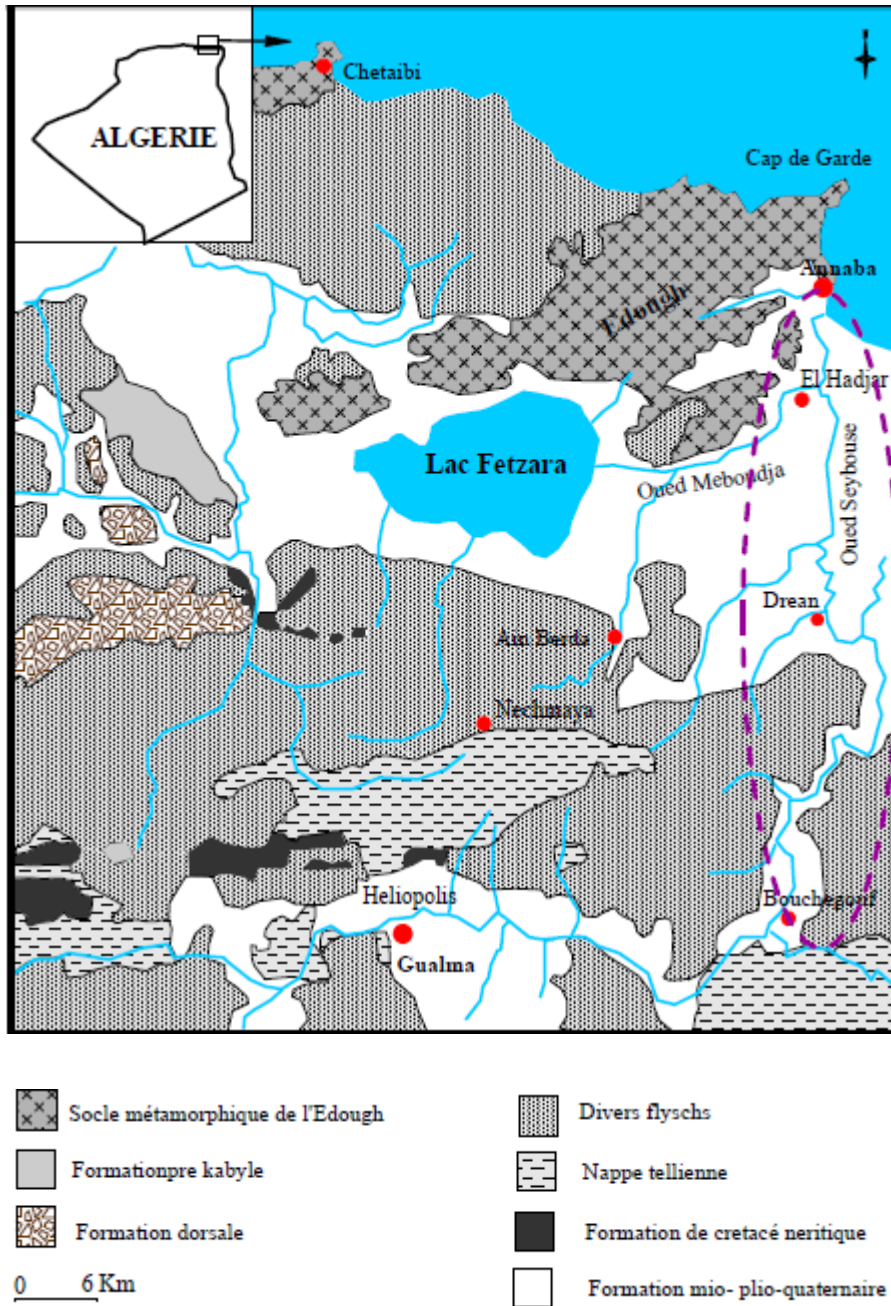 ALGERIE
Chetaibi
Cap de Garde
Annaba
Edough
El Hadjar
Lac Fetzara
Oued Meboudja
Oued Seybouse
Drean
Ain Berda
Nechmaya
Heliopolis
Bouchegouf
Gualma
Socle métamorphique de l'Edough
Divers flyschs
Formationpre kabyle
Nappe tellienne
Formation dorsale
Formation de cretacé neritique
0 6 Km
Formation mio- plio-quaternaire